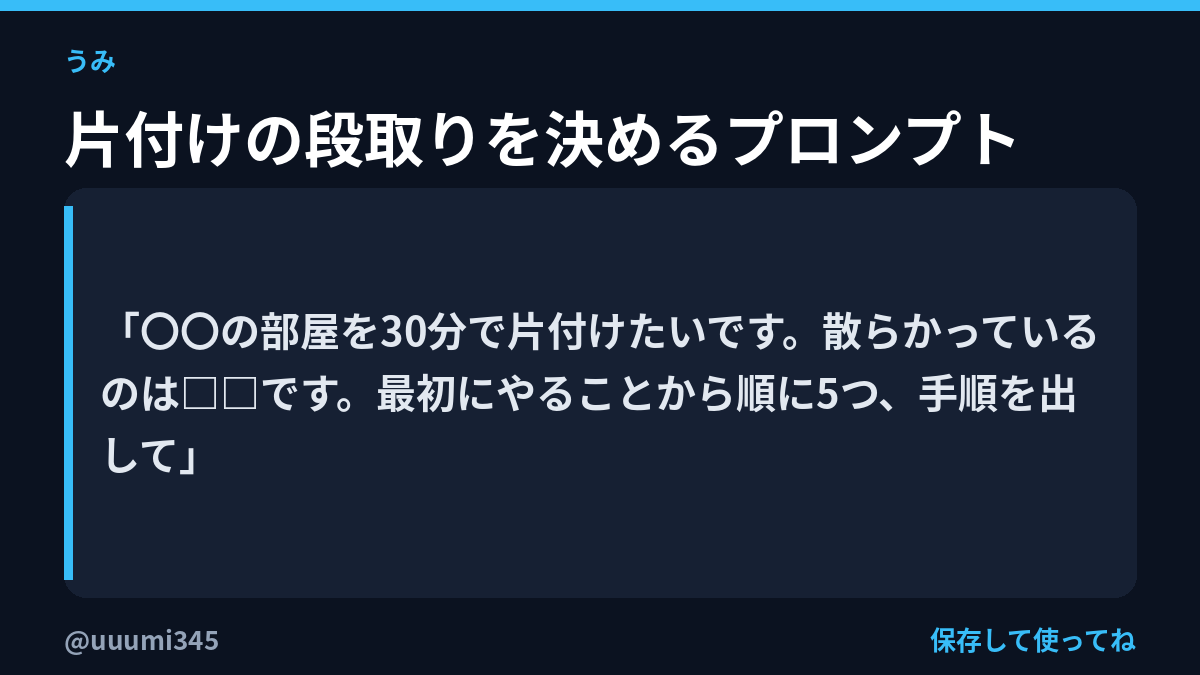 うみ
片付けの段取りを決めるプロンプト
「〇〇の部屋を30分で片付けたいです。散らかっている
のは□□です。最初にやることから順に5つ、手順を出
して」
@uuumi345
保存して使ってね